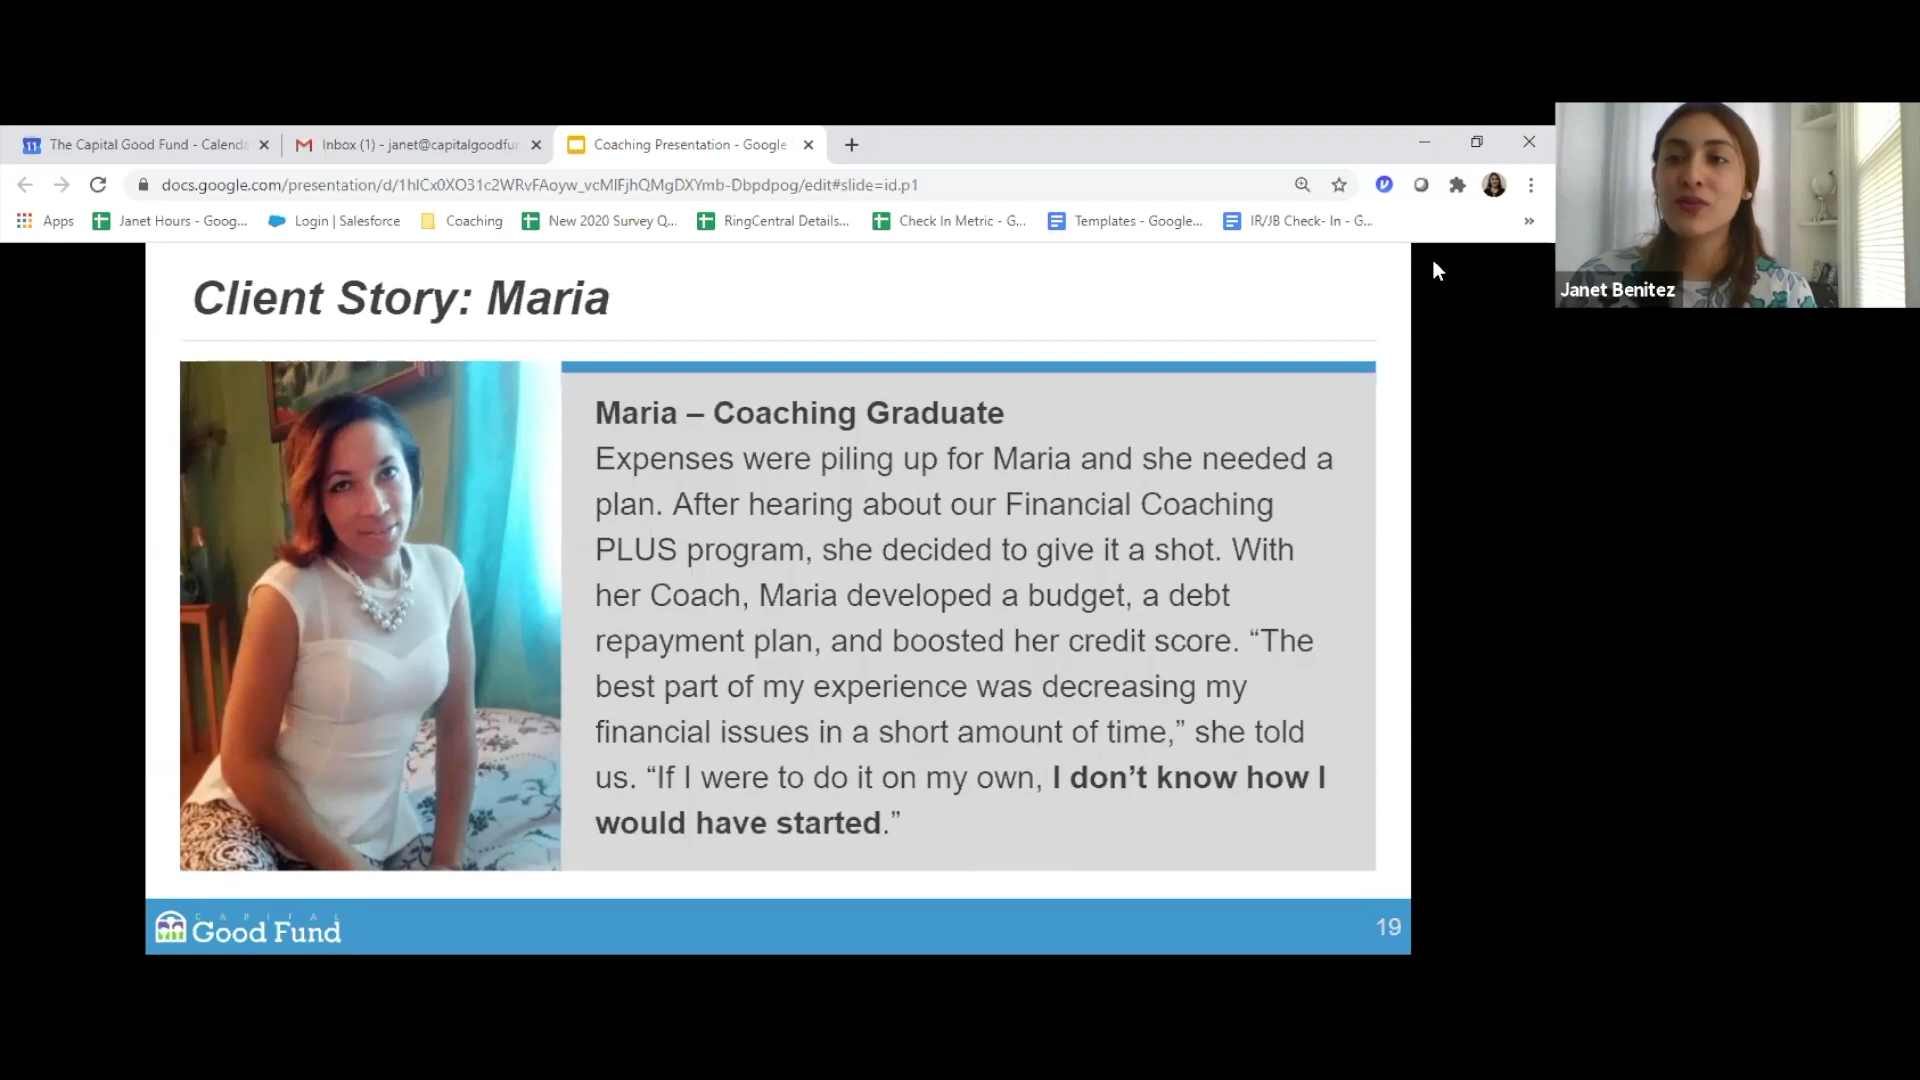 The Capital Good Fund - Calend
Inbox (1) - janet@capitalgoodfu
Coaching Presentation - Google
docs.google.com/presentation/d/1hlCx0XO31c2WRvFAoyw_vcMlFjhQMgDXYmb-Dbpdpog/edit#slide=id.p1
Apps
Janet Hours - Goog...
Login | Salesforce
Coaching
New 2020 Survey Q...
RingCentral Details...
Check In Metric - G...
Templates - Google...
IR/JB Check- In - G...
»
Janet Benitez
Client Story: Maria
Maria – Coaching Graduate
Expenses were piling up for Maria and she needed a
plan. After hearing about our Financial Coaching
PLUS program, she decided to give it a shot. With
her Coach, Maria developed a budget, a debt
repayment plan, and boosted her credit score. “The
best part of my experience was decreasing my
financial issues in a short amount of time,” she told
us. “If I were to do it on my own, I don’t know how I
would have started.”
CAPITAL
Good Fund
19